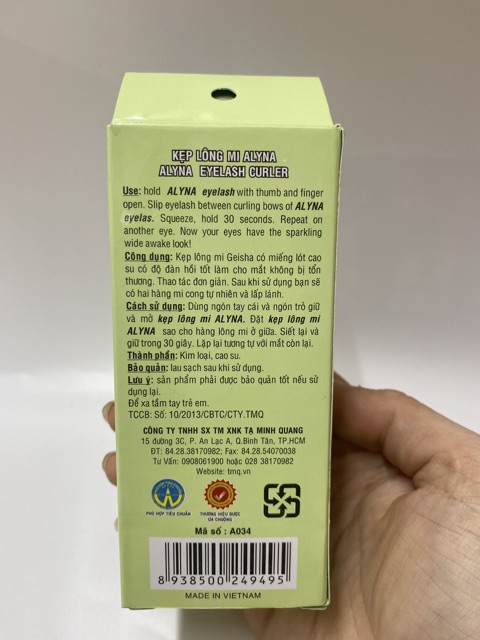 KẸP LÔNG MI ALYNA
ALYNA EYELASH CURLER
Use: hold ALYNA eyelash with thumb and finger
open. Slip eyelash between curling bows of ALYNA
eyelas. Squeeze, hold 30 seconds. Repeat on
another eye. Now your eyes have the sparkling
wide awake look!
Công dụng: Kẹp lông mi Geisha có miếng lót cao
su có độ đàn hồi tốt làm cho mắt không bị tổn
thương. Thao tác đơn giản. Sau khi sử dụng bạn sẽ
có hai hàng mi cong tự nhiên và lấp lánh.
Cách sử dụng: Dùng ngón tay cái và ngón trỏ giữ
và mở kẹp lông mi ALYNA. Đặt kẹp lông mi
ALYNA sao cho hàng lông mi ở giữa. Siết lại và
giữ trong 30 giây. Lặp lại tương tự với mắt còn lại.
Thành phần: Kim loại, cao su.
Bảo quản: lau sạch sau khi sử dụng.
Lưu ý: sản phẩm phải được bảo quản tốt nếu sử
dụng lại.
Để xa tầm tay trẻ em.
TCCB: Số: 10/2013/CBTC/CTY.TMQ
CÔNG TY TNHH SX TM XNK TẠ MINH QUANG
15 đường 3C, P. An Lạc A, Q.Bình Tân, TP.HCM
ĐT: 84.28.38170982; Fax: 84.28.54070038
Tư Vấn: 0908061900 hoặc 028 38170982
Website: tmq.vn
PHÙ HỢP TIÊU CHUẨN
THƯƠNG HIỆU ĐƯỢC
ƯA CHUỘNG
Mã số : A034
8 938500 249495
MADE IN VIETNAM